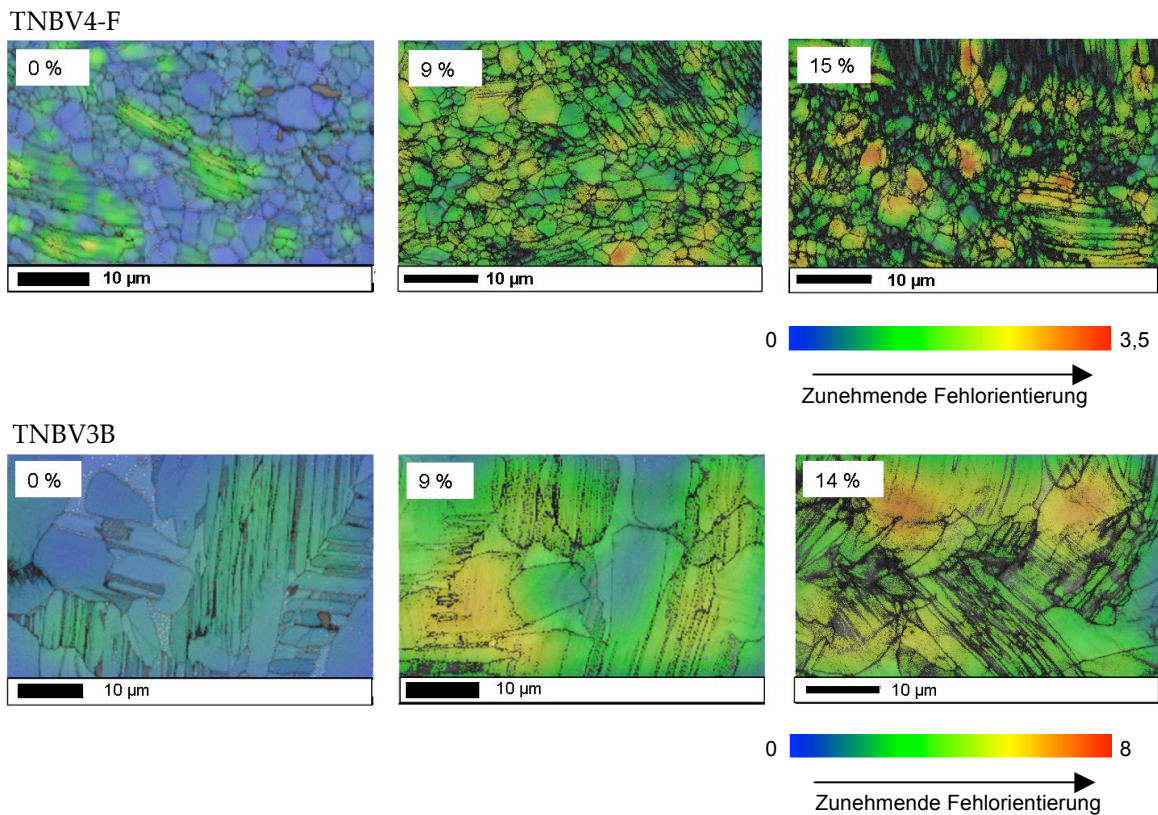 TNBV4-F
0 %
9 %
15 %
10 µm
10 µm
10 µm
0
3,5
Zunehmende Fehlorientierung
TNBV3B
0 %
9 %
14 %
10 µm
10 µm
10 µm
0
8
Zunehmende Fehlorientierung